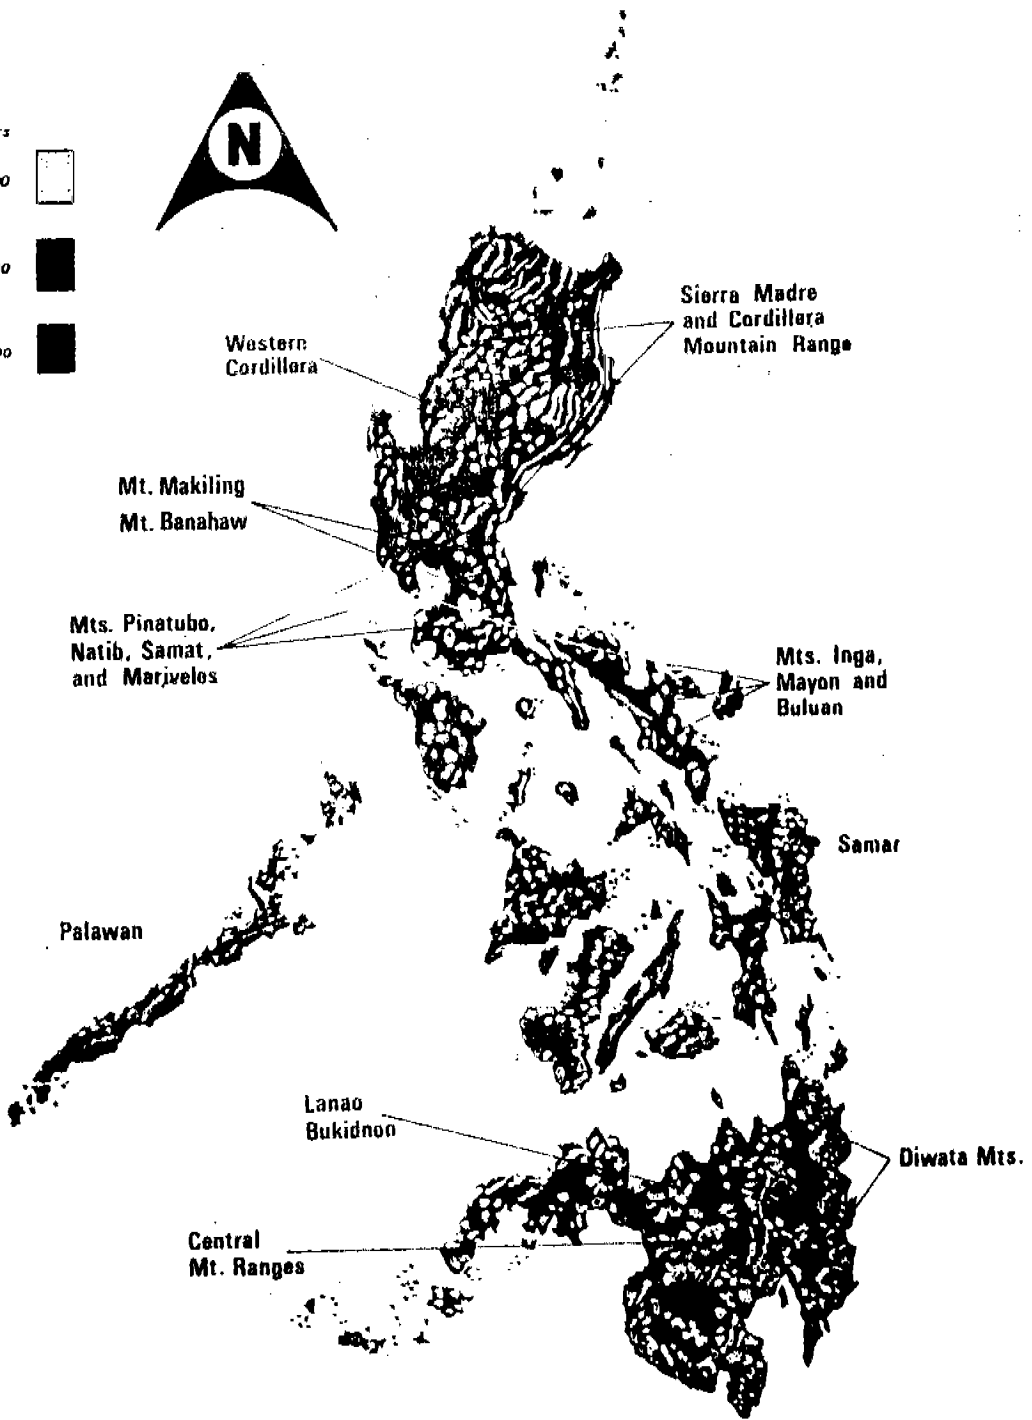 N
Sierra Madre
and Cordillera
Mountain Range
Western
Cordillera
Mt. Makiling
Mt. Banahaw
Mts. Pinatubo,
Natib, Samat,
and Mariveles
Mts. Inga,
Mayon and
Buluan
Samar
Palawan
Lanao
Bukidnon
Diwata Mts.
Central
Mt. Ranges